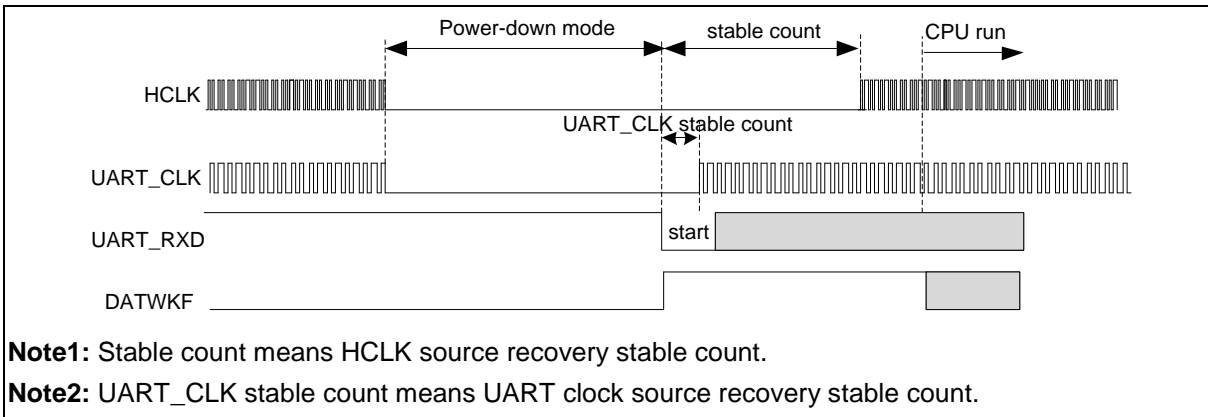 Power-down mode
stable count
CPU run
HCLK
UART_CLK stable count
UART_CLK
UART_RXD
start
DATWKF
Note1: Stable count means HCLK source recovery stable count.
Note2: UART_CLK stable count means UART clock source recovery stable count.